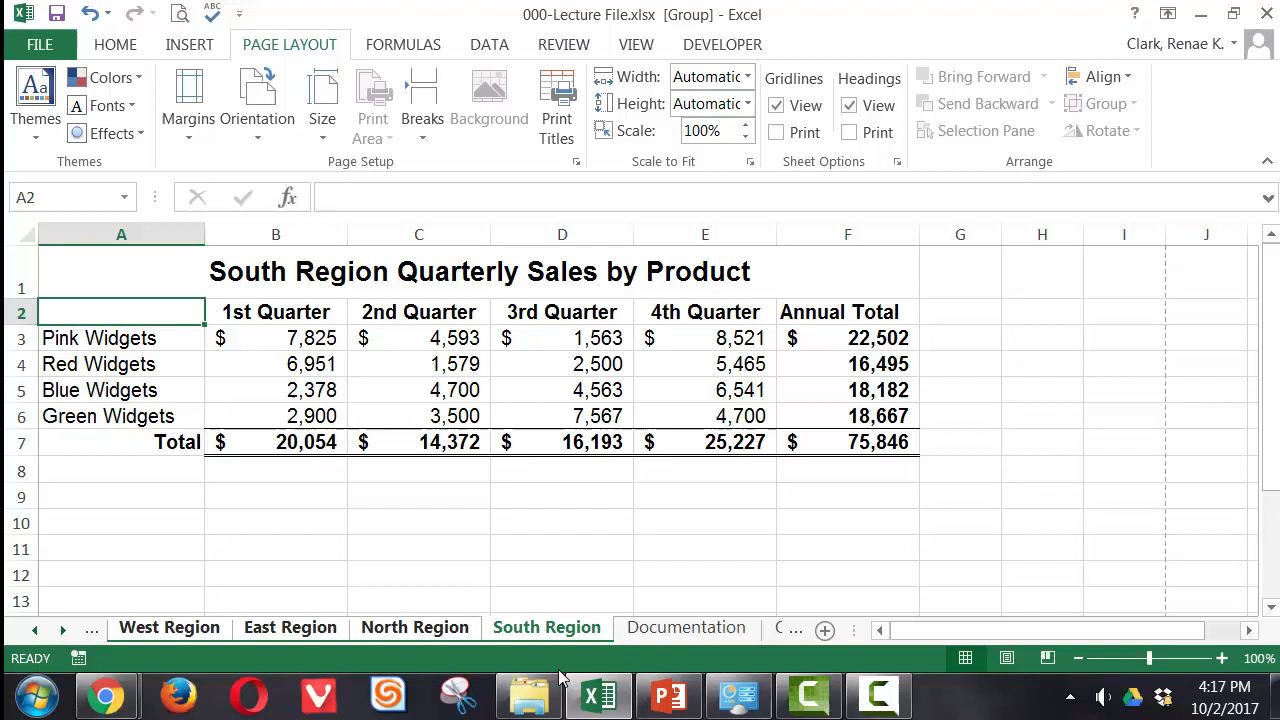 ABC
000-Lecture File.xlsx [Group] - Excel
?
FILE HOME INSERT PAGE LAYOUT FORMULAS DATA REVIEW VIEW DEVELOPER Clark, Renae K.
Aa Colors Width: Automatic Gridlines Headings Bring Forward Align
A Fonts Height: Automatic View View Send Backward Group
Themes Effects Margins Orientation Size Print Area Breaks Background Print Titles Scale: 100% Print Print Selection Pane Rotate
Themes Page Setup Scale to Fit Sheet Options Arrange
A2 fx
A B C D E F G H I J
1 South Region Quarterly Sales by Product
2 1st Quarter 2nd Quarter 3rd Quarter 4th Quarter Annual Total
3 Pink Widgets $ 7,825 $ 4,593 $ 1,563 $ 8,521 $ 22,502
4 Red Widgets 6,951 1,579 2,500 5,465 16,495
5 Blue Widgets 2,378 4,700 4,563 6,541 18,182
6 Green Widgets 2,900 3,500 7,567 4,700 18,667
7 Total $ 20,054 $ 14,372 $ 16,193 $ 25,227 $ 75,846
8
9
10
11
12
13
... West Region East Region North Region South Region Documentation ...
READY 100%
4:17 PM
10/2/2017